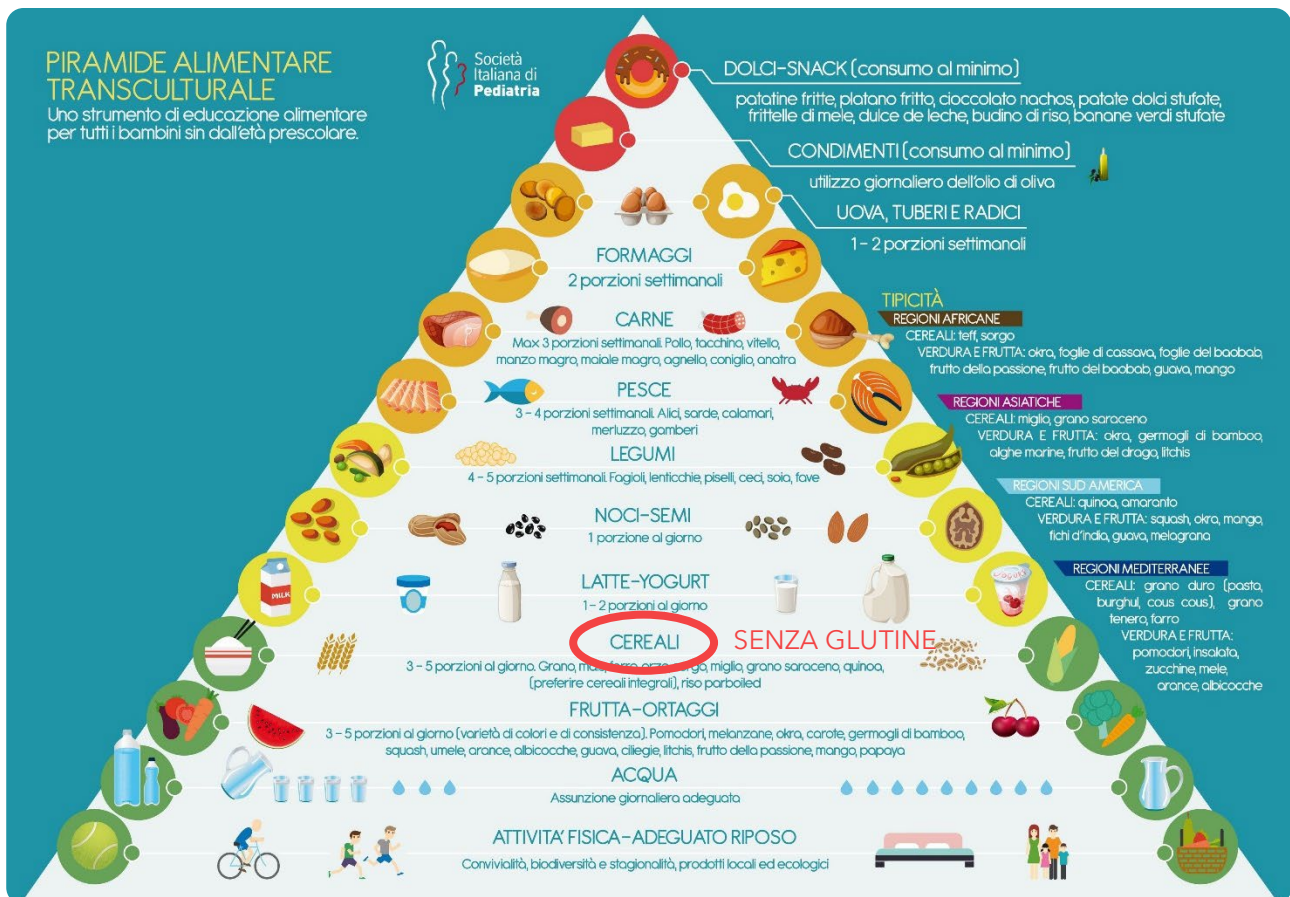 PIRAMIDE ALIMENTARE
TRANSCULTURALE
Uno strumento di educazione alimentare
per tutti i bambini sin dall'età prescolare.
Società
Italiana di
Pediatria
DOLCI-SNACK (consumo al minimo)
patatine fritte, platano fritto, cioccolato nachos, patate dolci stufate,
frittelle di mele, dulce de leche, budino di riso, banane verdi stufate
CONDIMENTI (consumo al minimo)
utilizzo giornaliero dell'olio di oliva
UOVA, TUBERI E RADICI
1 - 2 porzioni settimanali
FORMAGGI
2 porzioni settimanali
CARNE
Max 3 porzioni settimanali. Pollo, tacchino, vitello,
manzo magro, maiale magro, agnello, coniglio, anatra
PESCE
3 - 4 porzioni settimanali. Alici, sarde, calamari,
merluzzo, gamberi
LEGUMI
4 - 5 porzioni settimanali. Fagioli, lenticchie, piselli, ceci, soia, fave
NOCI-SEMI
1 porzione al giorno
LATTE-YOGURT
1 - 2 porzioni al giorno
MILK
CEREALI
SENZA GLUTINE
3 - 5 porzioni al giorno. Grano, farro, orzo, miglio, grano saraceno, quinoa,
(preferire cereali integrali), riso parboiled
FRUTTA-ORTAGGI
3 - 5 porzioni al giorno (varietà di colori e di consistenza). Pomodori, melanzane, okra, carote, germogli di bamboo,
squash, umele, arance, albicocche, guava, ciliegie, litchis, frutto della passione, mango, papaya
ACQUA
Assunzione giornaliera adeguata
ATTIVITA' FISICA-ADEGUATO RIPOSO
Convivialità, biodiversità e stagionalità, prodotti locali ed ecologici
TIPICITÀ
REGIONI AFRICANE
CEREALI: teff, sorgo
VERDURA E FRUTTA: okra, foglie di cassava, foglie del baobab,
frutto della passione, frutto del baobab, guava, mango
REGIONI ASIATICHE
CEREALI: miglio, grano saraceno
VERDURA E FRUTTA: okra, germogli di bamboo,
alghe marine, frutto del drago, litchis
REGIONI SUD AMERICA
CEREALI: quinoa, amaranto
VERDURA E FRUTTA: squash, okra, mango,
fichi d'india, guava, melograna
REGIONI MEDITERRANEE
CEREALI: grano duro (pasta,
burghul, cous cous), grano
tenero, farro
VERDURA E FRUTTA:
pomodori, insalata,
zucchine, mele,
arance, albicocche